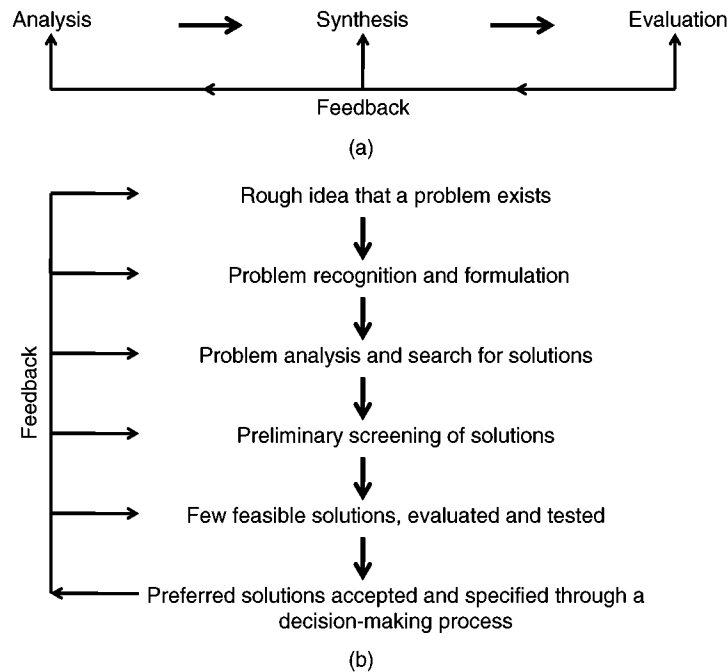 Analysis Synthesis Evaluation
Feedback
(a)
Rough idea that a problem exists
Problem recognition and formulation
Problem analysis and search for solutions
Feedback
Preliminary screening of solutions
Few feasible solutions, evaluated and tested
Preferred solutions accepted and specified through a
decision-making process
(b)